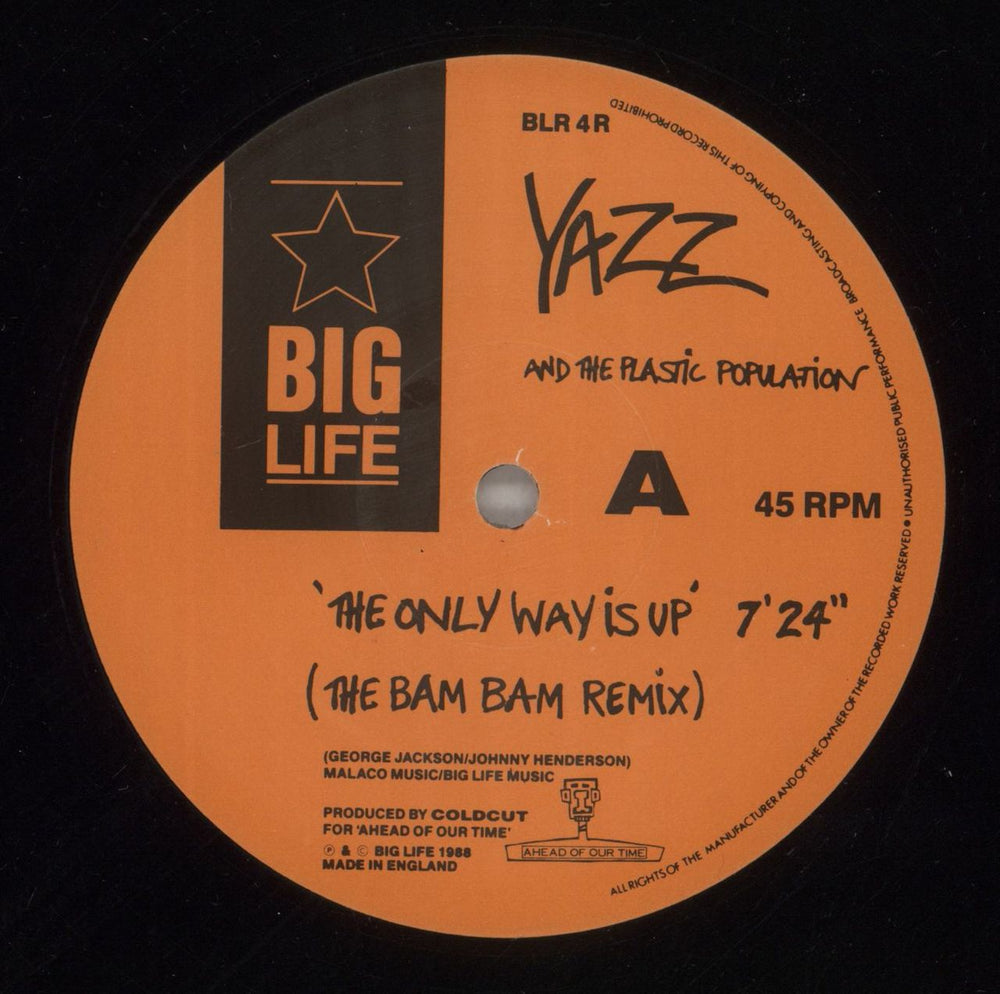 BLR 4 R
YAZZ
AND THE PLASTIC POPULATION
BIG
LIFE
A
45 RPM
'THE ONLY WAY iS UP' 7'24"
(THE BAM BAM REMiX)
(GEORGE JACKSON/JOHNNY HENDERSON)
MALACO MUSIC/BIG LIFE MUSIC
PRODUCED BY COLDCUT
FOR 'AHEAD OF OUR TIME'
℗ & © BIG LIFE 1988
MADE IN ENGLAND
AHEAD OF OUR TIME
ALL RIGHTS OF THE MANUFACTURER AND OF THE OWNER OF THE RECORDED WORK RESERVED ● UNAUTHORISED PUBLIC PERFORMANCE BROADCASTING AND COPYING OF THIS RECORD PROHIBITED